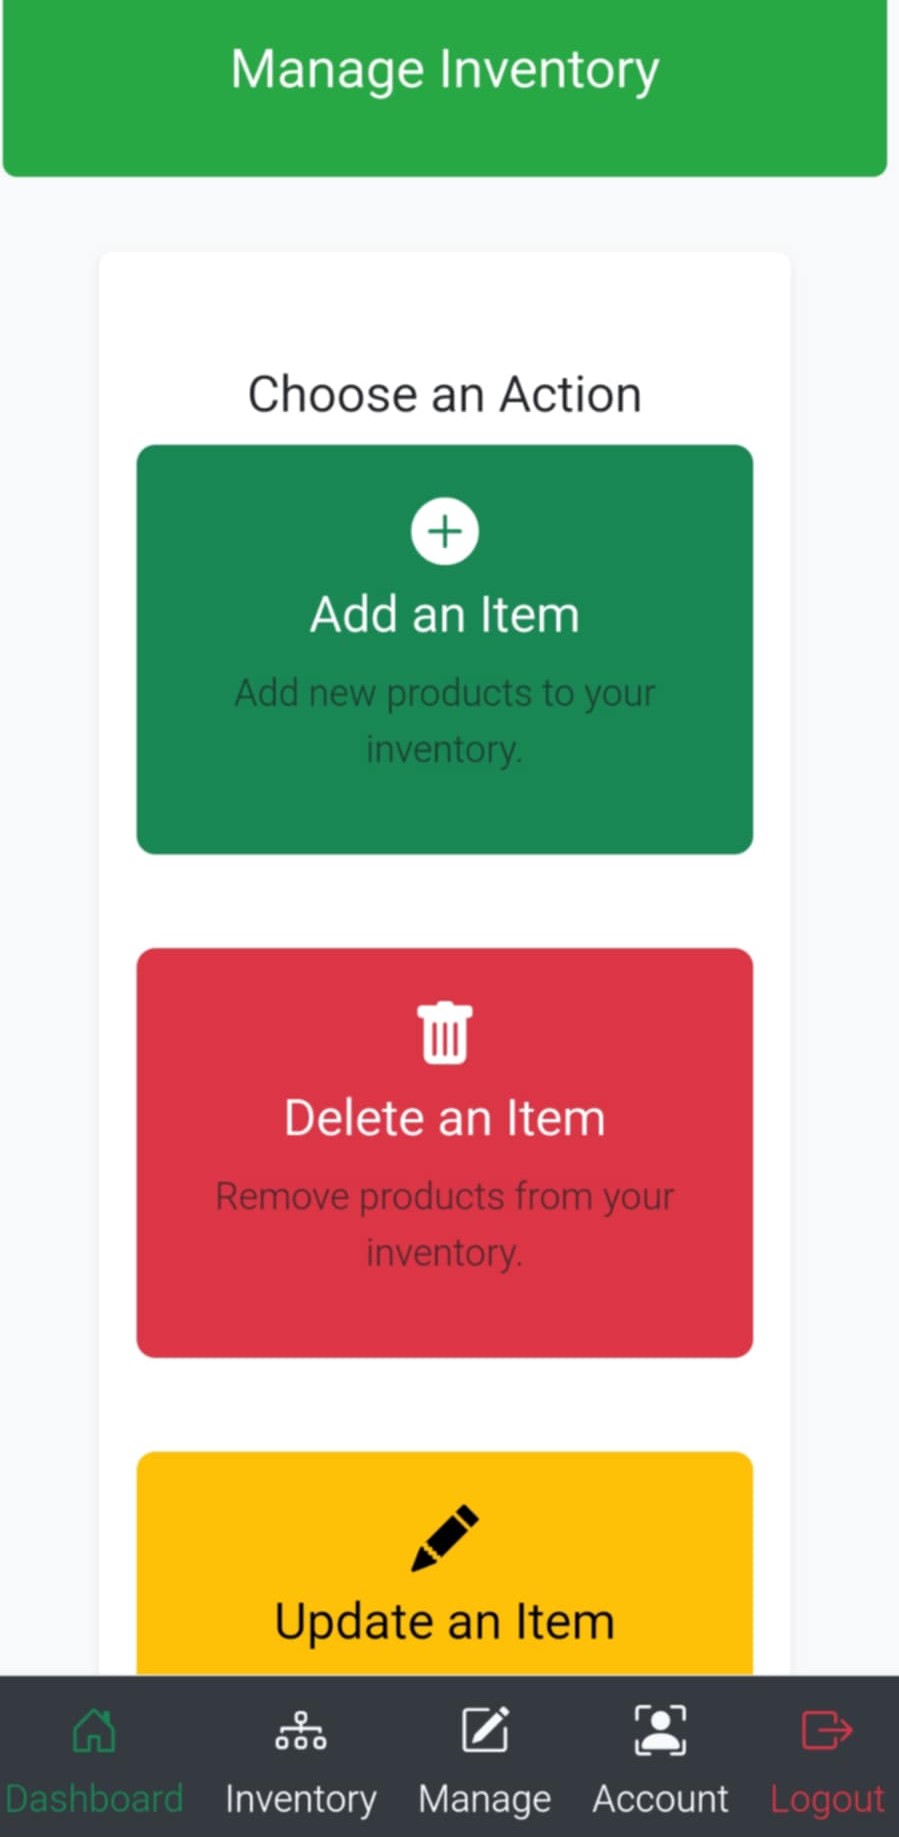 Manage Inventory
Choose an Action
Add an Item
Add new products to your
inventory.
Delete an Item
Remove products from your
inventory.
Update an Item
Dashboard
Inventory
Manage
Account
Logout